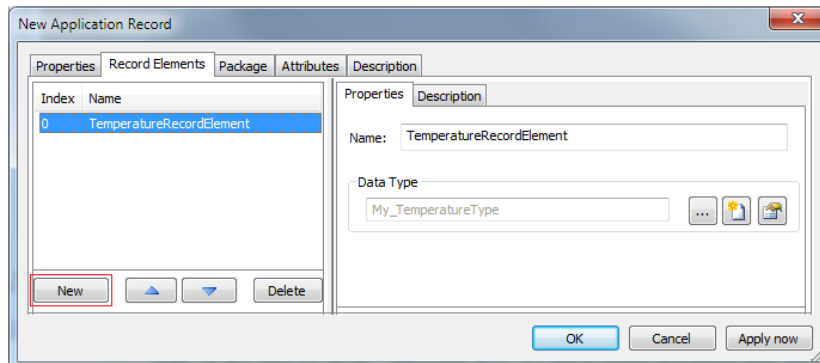 New Application Record
Properties Record Elements Package Attributes Description
Index Name
0 TemperatureRecordElement
New
Delete
Properties Description
Name: TemperatureRecordElement
Data Type
My_TemperatureType
...
OK Cancel Apply now